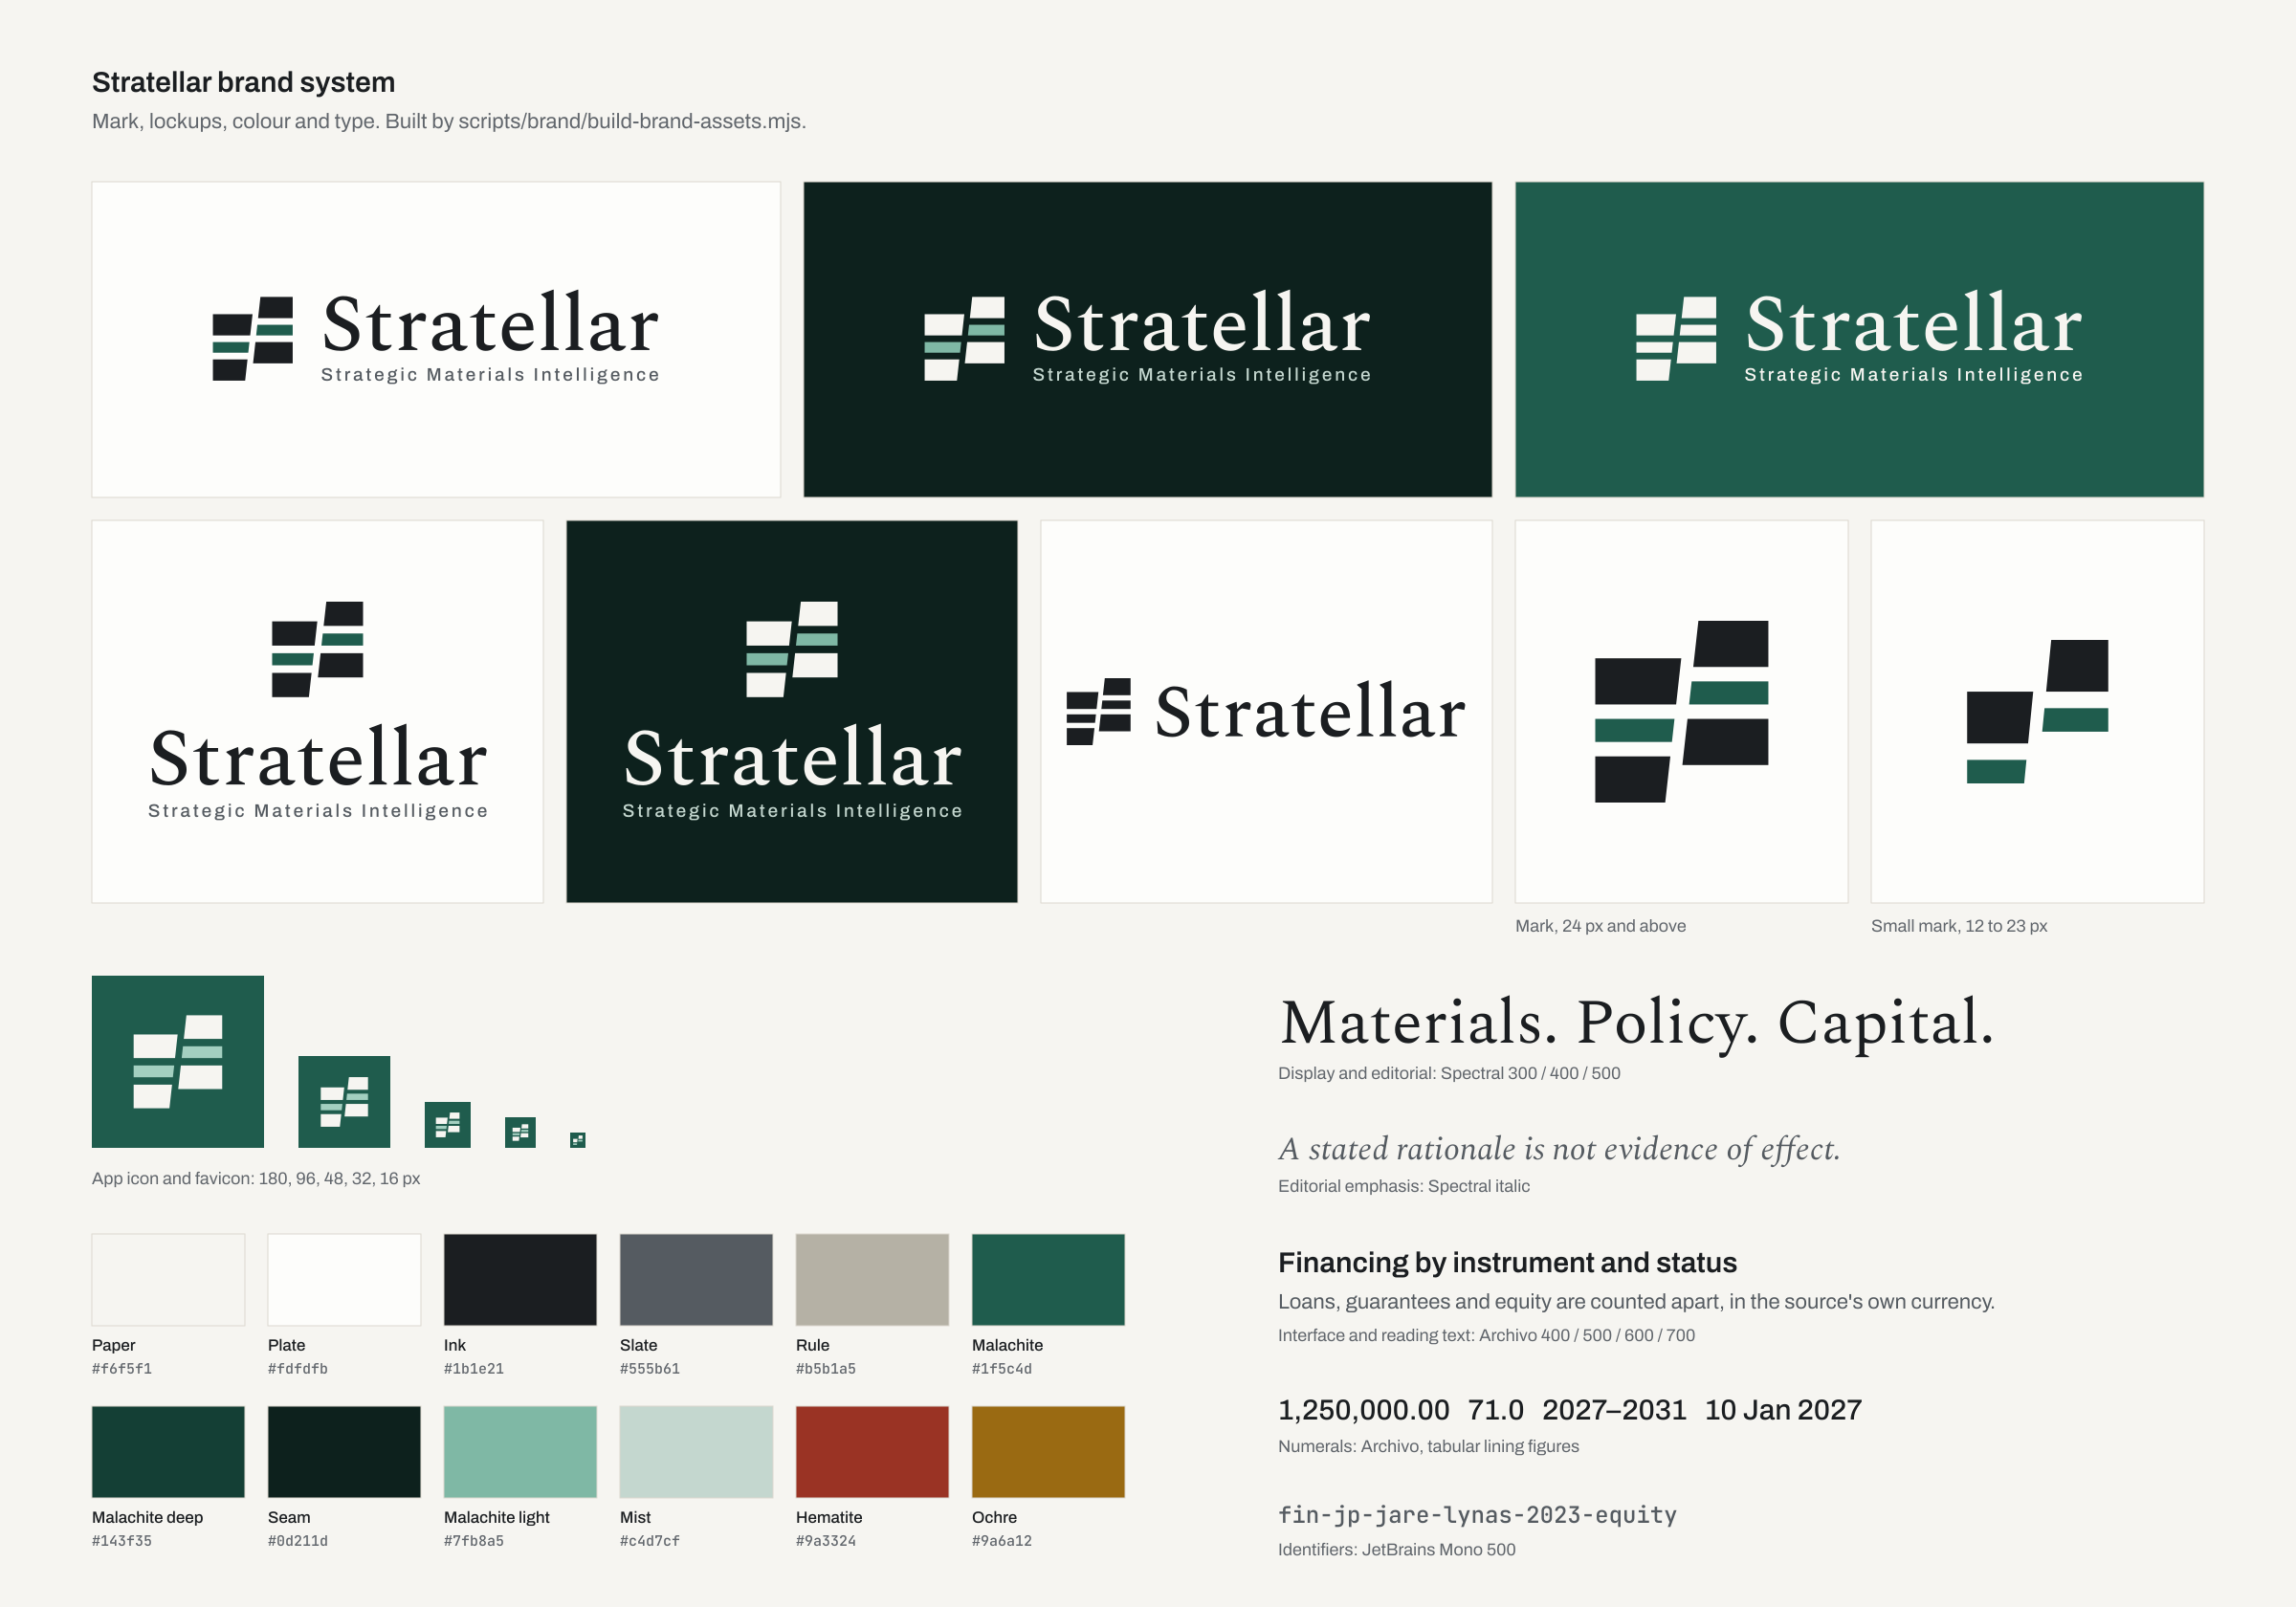 Stratellar brand system
Mark, lockups, colour and type. Built by scripts/brand/build-brand-assets.mjs.
Stratellar
Strategic Materials Intelligence
Stratellar
Strategic Materials Intelligence
Stratellar
Strategic Materials Intelligence
Stratellar
Strategic Materials Intelligence
Stratellar
Strategic Materials Intelligence
Stratellar
Mark, 24 px and above
Small mark, 12 to 23 px
App icon and favicon: 180, 96, 48, 32, 16 px
Paper
#f6f5f1
Plate
#fdfdfb
Ink
#1b1e21
Slate
#555b61
Rule
#b5b1a5
Malachite
#1f5c4d
Malachite deep
#143f35
Seam
#0d211d
Malachite light
#7fb8a5
Mist
#c4d7cf
Hematite
#9a3324
Ochre
#9a6a12
Materials. Policy. Capital.
Display and editorial: Spectral 300 / 400 / 500
A stated rationale is not evidence of effect.
Editorial emphasis: Spectral italic
Financing by instrument and status
Loans, guarantees and equity are counted apart, in the source's own currency.
Interface and reading text: Archivo 400 / 500 / 600 / 700
1,250,000.00 71.0 2027–2031 10 Jan 2027
Numerals: Archivo, tabular lining figures
fin-jp-jare-lynas-2023-equity
Identifiers: JetBrains Mono 500